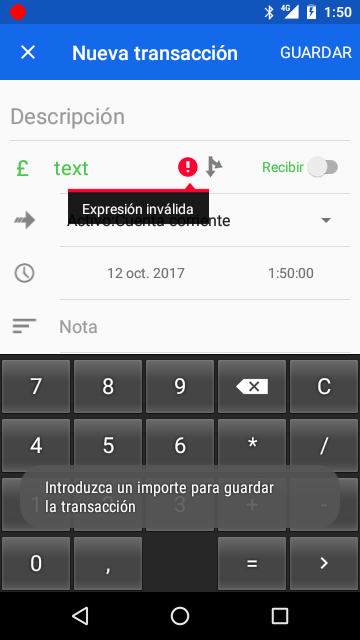 4G 1:50
Nueva transacción GUARDAR
Descripción
£ text Recibir
Expresión inválida
Activo:Cuenta corriente
12 oct. 2017 1:50:00
Nota
7 8 9 C
4 5 6 * /
1 2 3 + -
Introduzca un importe para guardar
la transacción
0 , = >